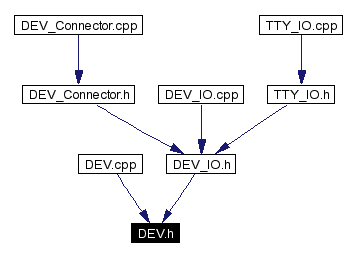 DEV_Connector.cpp
TTY_IO.cpp
DEV_Connector.h
DEV_IO.cpp
TTY_IO.h
DEV.cpp
DEV_IO.h
DEV.h